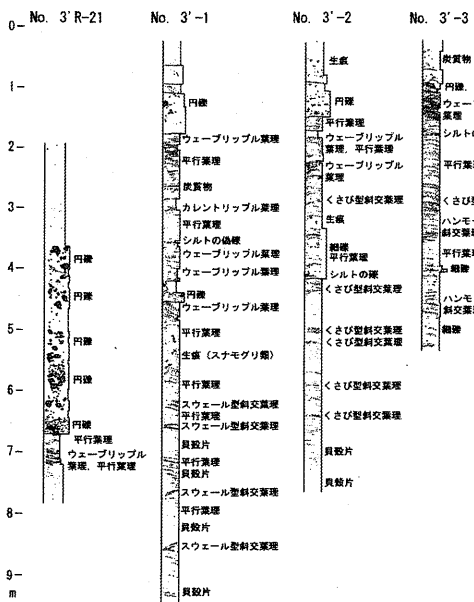 No. 3' R-21
No. 3'-1
No. 3'-2
No. 3'-3
0
1
2
3
4
5
6
7
8
9
m
円礫
円礫
円礫
円礫
円礫
平行葉理
ウェーブリップル
葉理, 平行葉理
円礫
ウェーブリップル葉理
平行葉理
炭質物
カレントリップル葉理
平行葉理
シルトの偽礫
ウェーブリップル葉理
ウェーブリップル葉理
円礫
ウェーブリップル葉理
平行葉理
生痕 (スナモグリ類)
平行葉理
スウェール型斜交葉理
平行葉理
スウェール型斜交葉理
貝殻片
平行葉理
貝殻片
スウェール型斜交葉理
平行葉理
貝殻片
スウェール型斜交葉理
貝殻片
生痕
円礫
平行葉理
ウェーブリップル
葉理, 平行葉理
ウェーブリップル
葉理
くさび型斜交葉理
生痕
細礫
平行葉理
シルトの礫
くさび型斜交葉理
くさび型斜交葉理
くさび型斜交葉理
くさび型斜交葉理
くさび型斜交葉理
貝殻片
貝殻片
炭質物
円礫,
ウェーブ
葉理
シルトの
平行葉理
くさび型
ハンモ
斜交葉理
平行葉理
細礫
ハンモ
斜交葉理
細礫